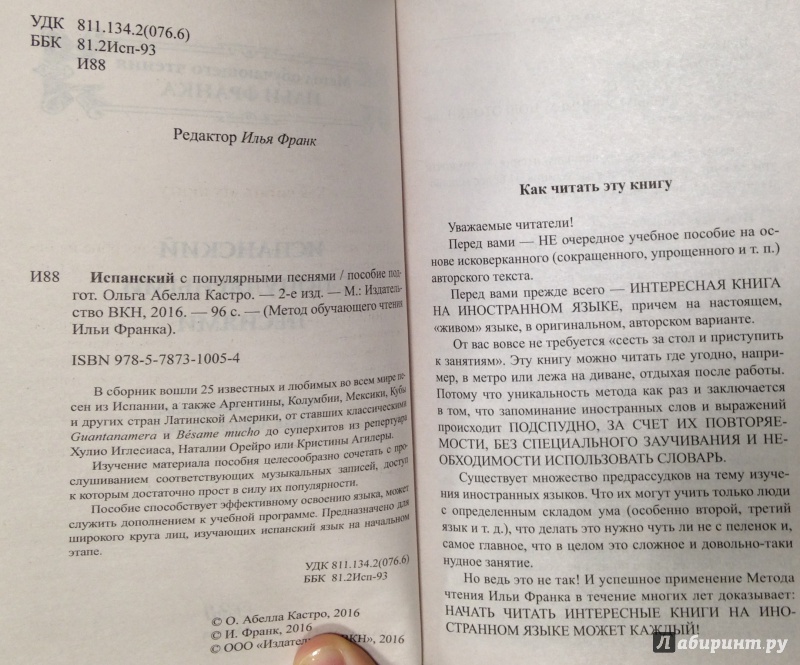 УДК 811.134.2(076.6)
ББК 81.2Исп-93
И88
Редактор Илья Франк
И88 Испанский с популярными песнями / пособие под-
гот. Ольга Абелла Кастро. — 2-е изд. — М.: Издатель-
ство ВКН, 2016. — 96 с. — (Метод обучающего чтения
Ильи Франка).
ISBN 978-5-7873-1005-4
В сборник вошли 25 известных и любимых во всем мире пе-
сен из Испании, а также Аргентины, Колумбии, Мексики, Кубы
и других стран Латинской Америки, от ставших классическими
Guantanamera и Bésame mucho до суперхитов из репертуара
Хулио Иглесиаса, Наталии Орейро или Кристины Агилеры.
Изучение материала пособия целесообразно сочетать с про-
слушиванием соответствующих музыкальных записей, доступ
к которым достаточно прост в силу их популярности.
Пособие способствует эффективному освоению языка, может
служить дополнением к учебной программе. Предназначено для
широкого круга лиц, изучающих испанский язык на начальном
этапе.
УДК 811.134.2(076.6)
ББК 81.2Исп-93
© О. Абелла Кастро, 2016
© И. Франк, 2016
© ООО «Издательство ВКН», 2016
Как читать эту книгу
Уважаемые читатели!
Перед вами — НЕ очередное учебное пособие на ос-
нове исковерканного (сокращенного, упрощенного и т. п.)
авторского текста.
Перед вами прежде всего — ИНТЕРЕСНАЯ КНИГА
НА ИНОСТРАННОМ ЯЗЫКЕ, причем на настоящем,
«живом» языке, в оригинальном, авторском варианте.
От вас вовсе не требуется «сесть за стол и приступить
к занятиям». Эту книгу можно читать где угодно, напри-
мер, в метро или лежа на диване, отдыхая после работы.
Потому что уникальность метода как раз и заключается
в том, что запоминание иностранных слов и выражений
происходит ПОДСПУДНО, ЗА СЧЕТ ИХ ПОВТОРЯЕ-
МОСТИ, БЕЗ СПЕЦИАЛЬНОГО ЗАУЧИВАНИЯ И НЕ-
ОБХОДИМОСТИ ИСПОЛЬЗОВАТЬ СЛОВАРЬ.
Существует множество предрассудков на тему изуче-
ния иностранных языков. Что их могут учить только люди
с определенным складом ума (особенно второй, третий
язык и т. д.), что делать это нужно чуть ли не с пеленок и,
самое главное, что в целом это сложное и довольно-таки
нудное занятие.
Но ведь это не так! И успешное применение Метода
чтения Ильи Франка в течение многих лет доказывает:
НАЧАТЬ ЧИТАТЬ ИНТЕРЕСНЫЕ КНИГИ НА ИНО-
СТРАННОМ ЯЗЫКЕ МОЖЕТ КАЖДЫЙ!
Лабиринт.ру